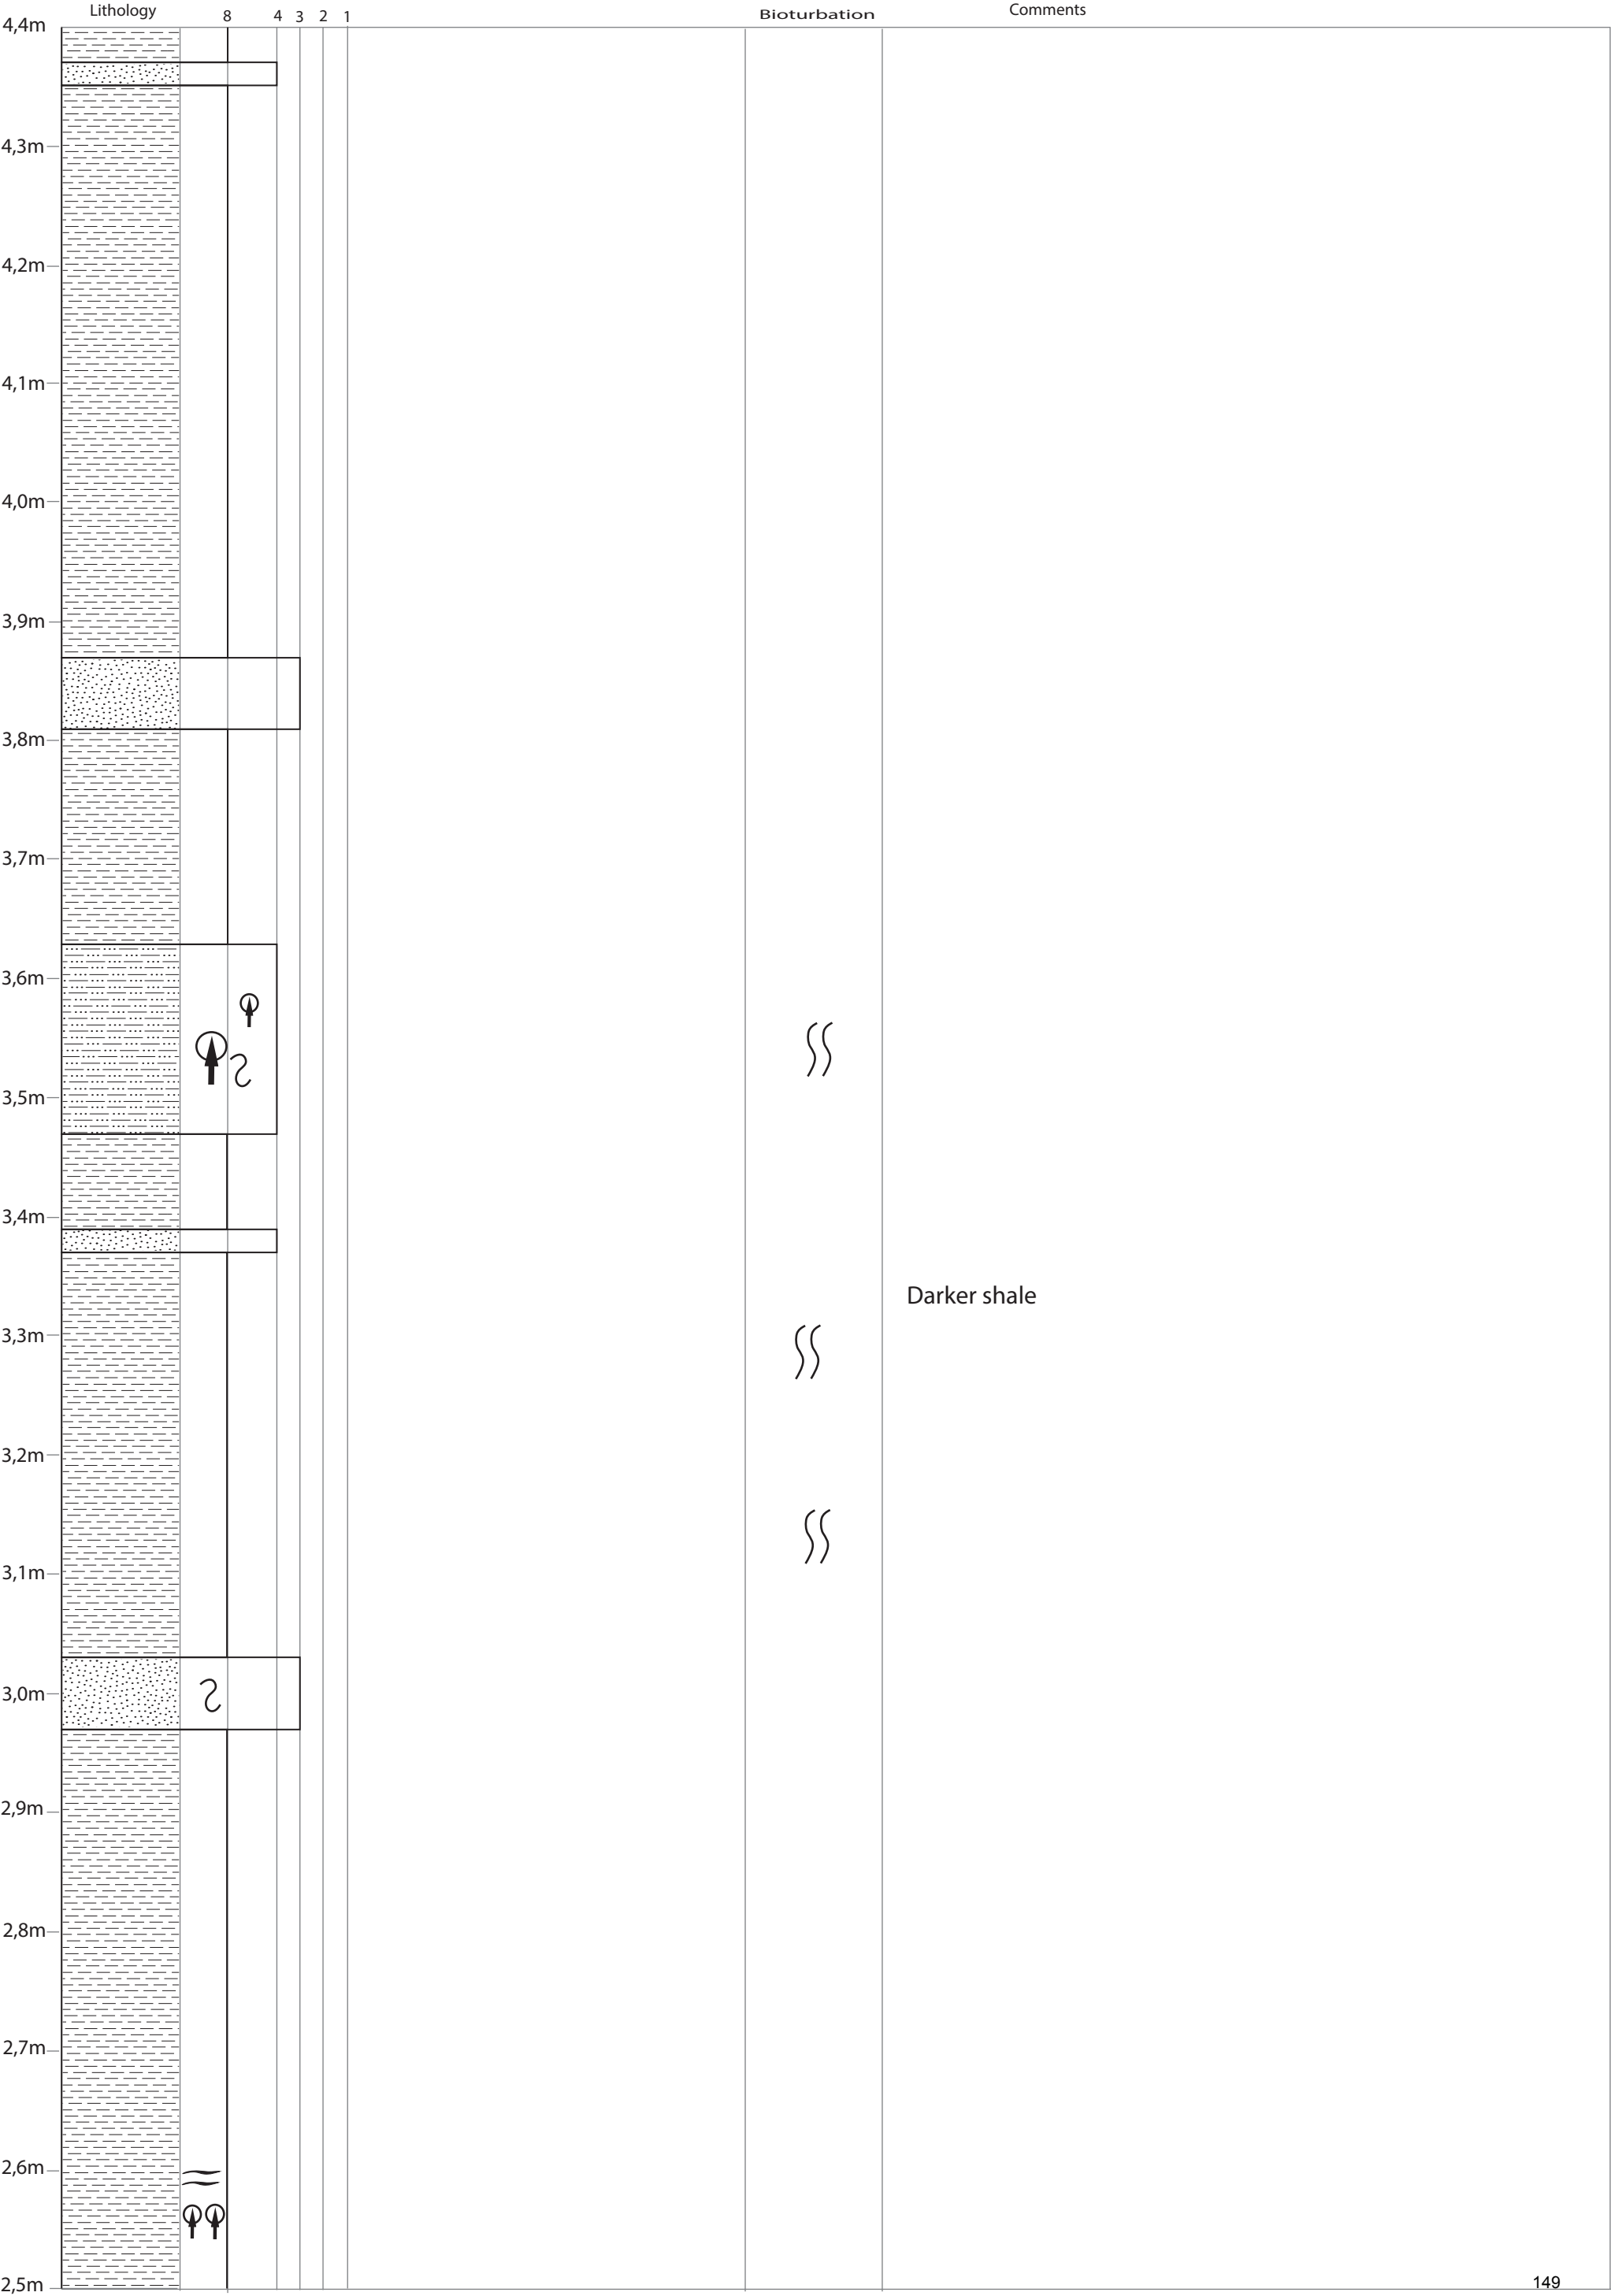 Lithology 8 4 3 2 1 Bioturbation Comments
4,4m
4,3m
4,2m
4,1m
4,0m
3,9m
3,8m
3,7m
3,6m
3,5m
3,4m
Darker shale
3,3m
3,2m
3,1m
3,0m
2,9m
2,8m
2,7m
2,6m
2,5m
149